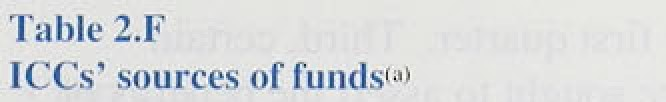 Table 2.F
ICCs' sources of funds(a)